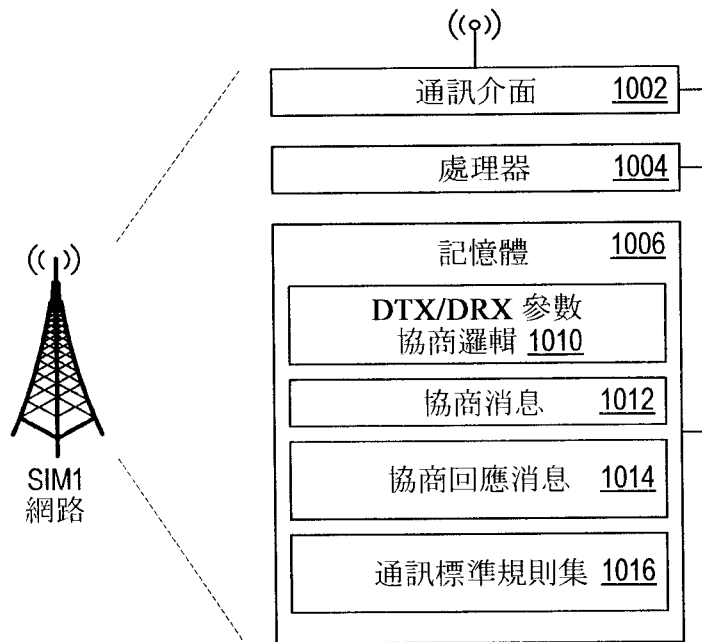 通訊介面 1002
處理器 1004
記憶體 1006
DTX/DRX 參數
協商邏輯 1010
協商消息 1012
協商回應消息 1014
通訊標準規則集 1016
SIM1
網路